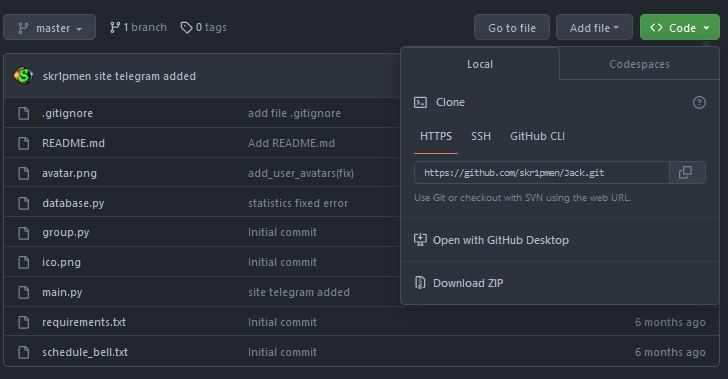 master 1 branch 0 tags Go to file Add file Code
skr1pmen site telegram added
Local Codespaces
.gitignore add file .gitignore
Clone
README.md Add README.md
HTTPS SSH GitHub CLI
avatar.png add_user_avatars(fix)
https://github.com/skr1pmen/Jack.git
database.py statistics fixed error
Use Git or checkout with SVN using the web URL.
group.py Initial commit
Open with GitHub Desktop
ico.png Initial commit
main.py site telegram added
Download ZIP
requirements.txt Initial commit 6 months ago
schedule_bell.txt Initial commit 6 months ago